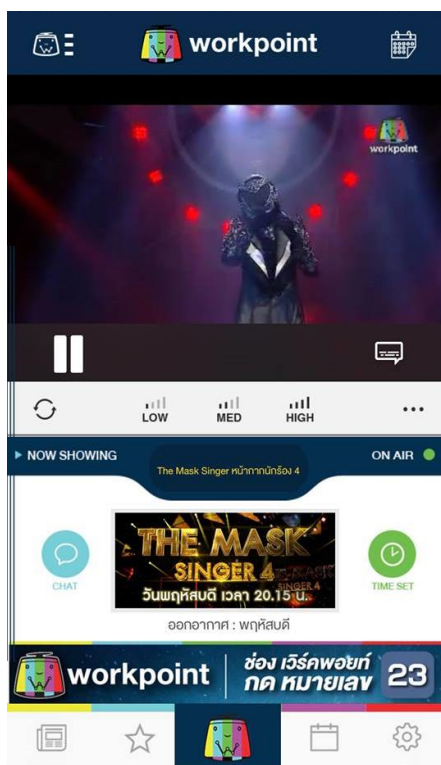 workpoint
workpoint
LOW
MED
HIGH
NOW SHOWING
ON AIR
The Mask Singer หน้ากากนักร้อง 4
THE MASK
SINGER 4
วันพฤหัสบดี เวลา 20.15 น.
CHAT
TIME SET
ออกอากาศ : พฤหัสบดี
workpoint
ช่อง เวิร์คพอยท์
กด หมายเลข
23